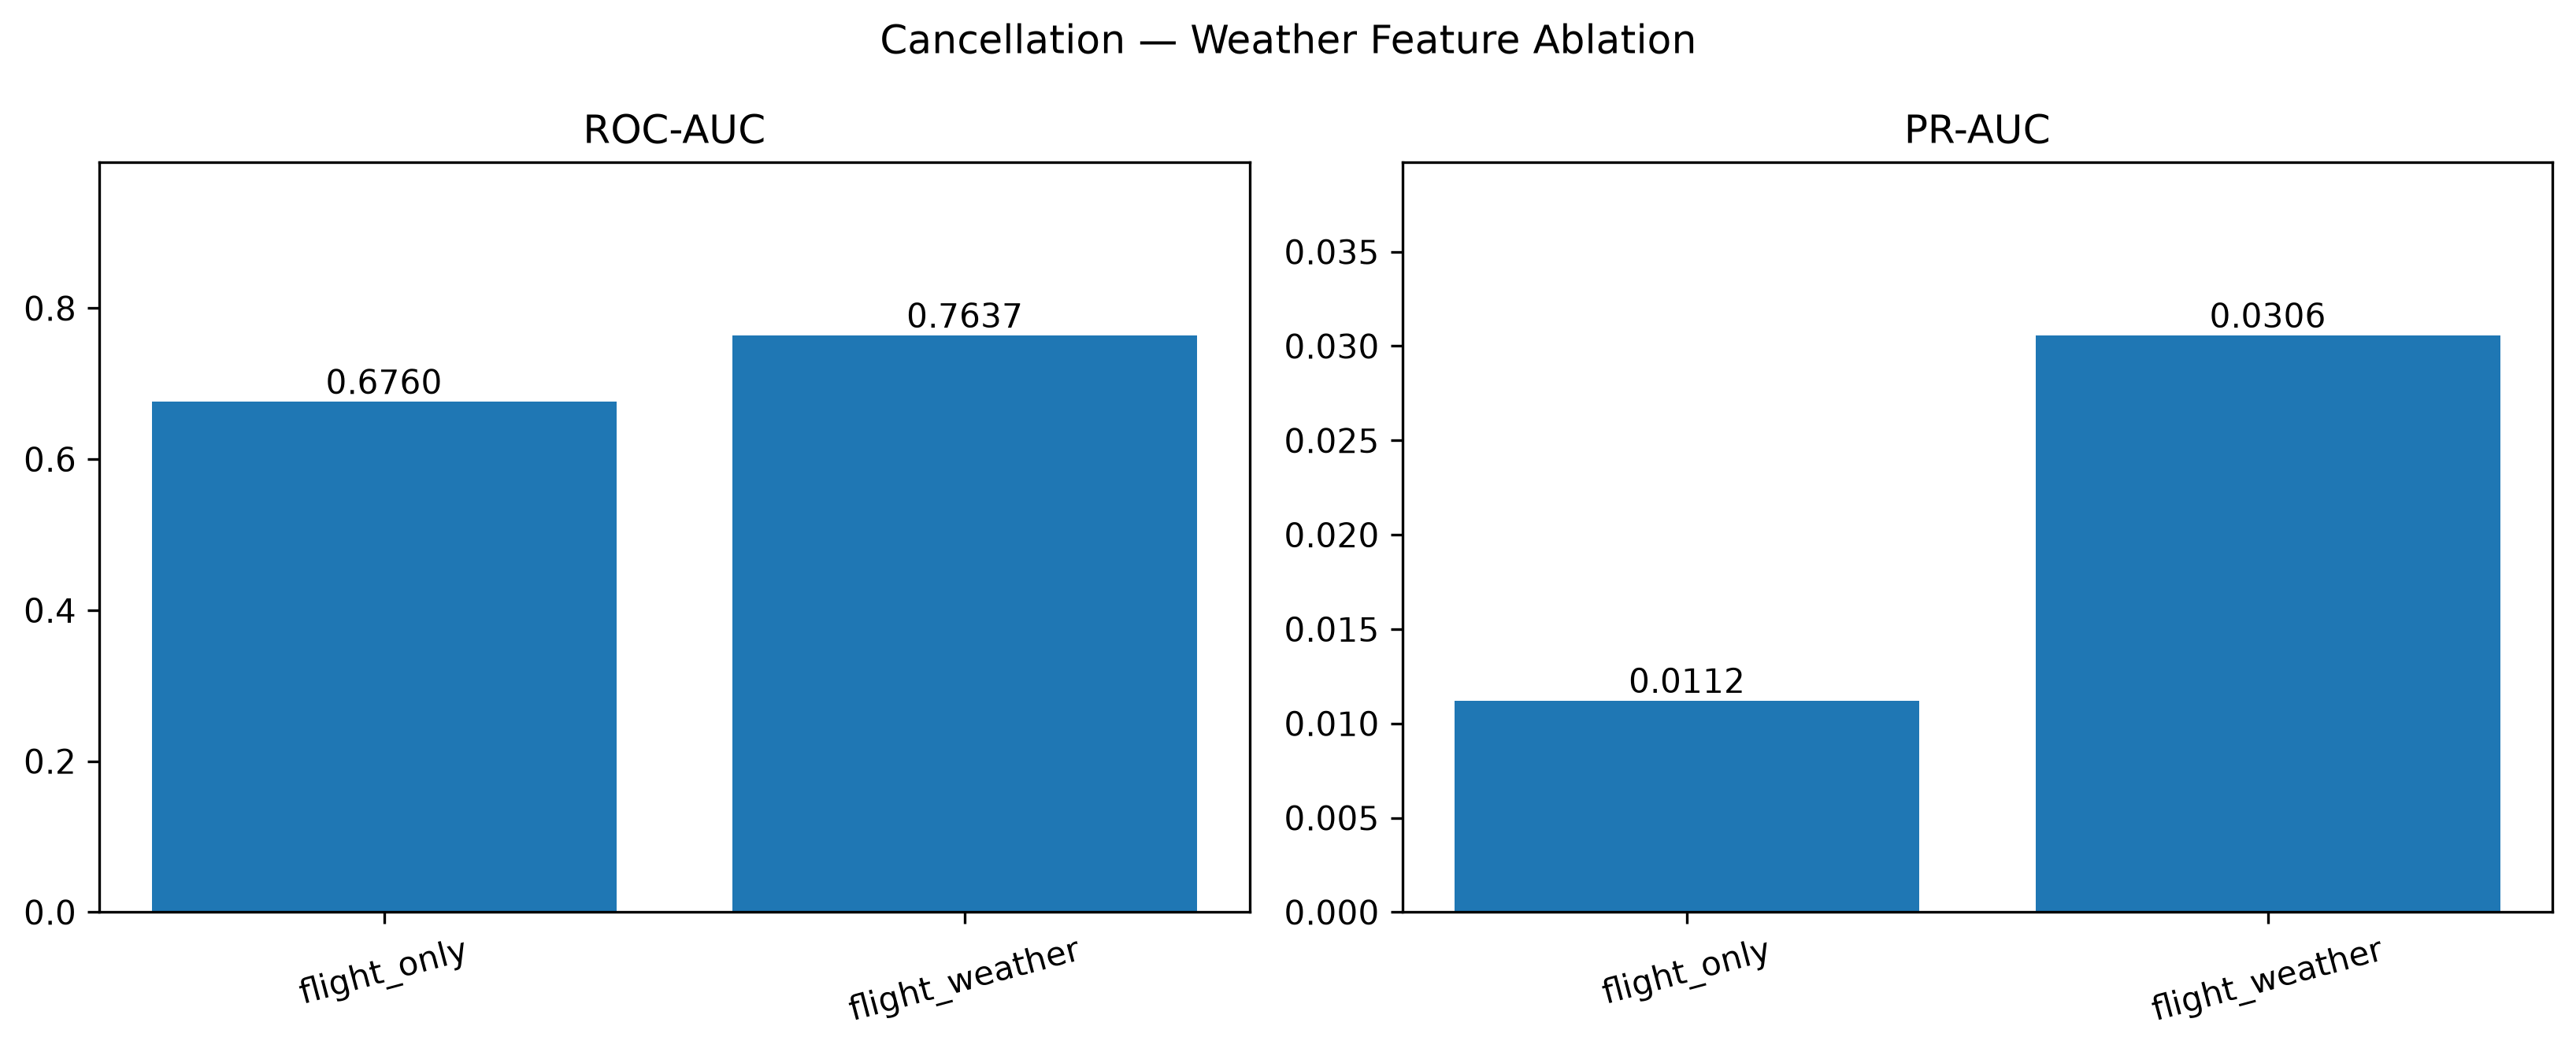 Cancellation — Weather Feature Ablation
ROC-AUC
0.8
0.6
0.4
0.2
0.0
0.6760
0.7637
flight_only
flight_weather
PR-AUC
0.035
0.030
0.025
0.020
0.015
0.010
0.005
0.000
0.0112
0.0306
flight_only
flight_weather